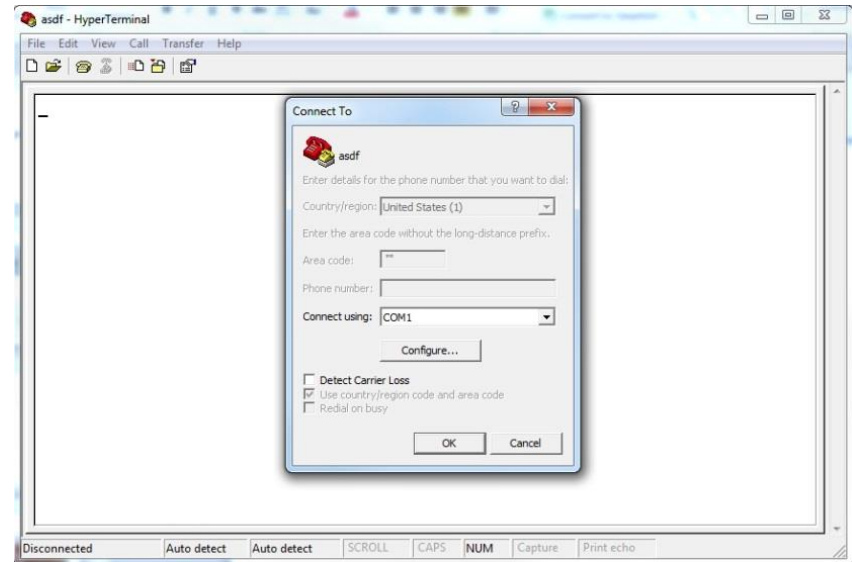 asdf - HyperTerminal
File Edit View Call Transfer Help
Connect To
asdf
Enter details for the phone number that you want to dial:
Country/region: United States (1)
Enter the area code without the long-distance prefix.
Area code: ""
Phone number:
Connect using: COM1
Configure...
Detect Carrier Loss
Use country/region code and area code
Redial on busy
OK Cancel
Disconnected Auto detect Auto detect SCROLL CAPS NUM Capture Print echo